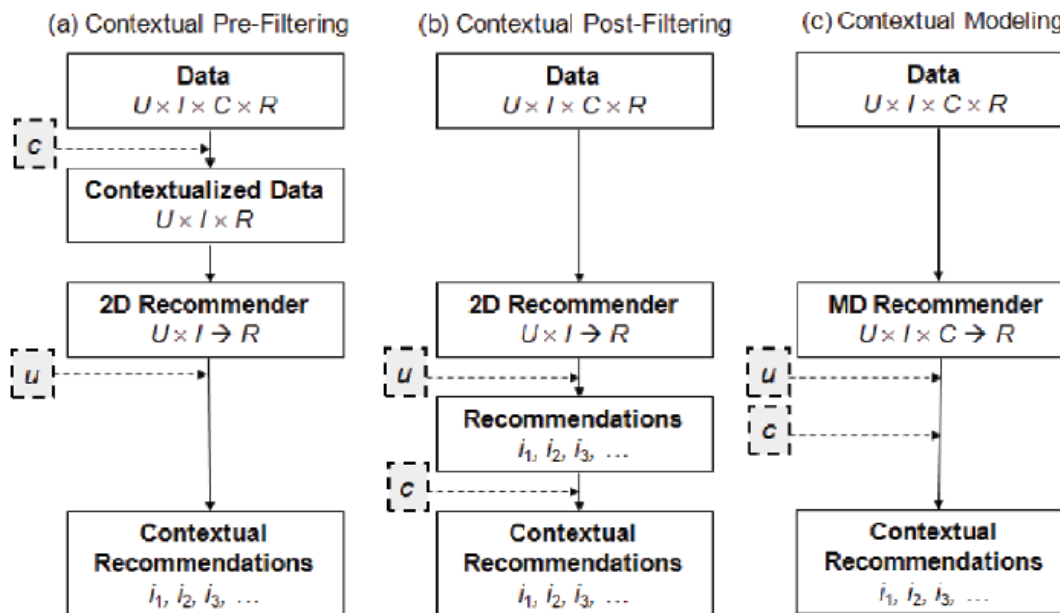 (a) Contextual Pre-Filtering
Data
U × I × C × R
c
Contextualized Data
U × I × R
2D Recommender
U × I → R
u
Contextual
Recommendations
i₁, i₂, i₃, ...
(b) Contextual Post-Filtering
Data
U × I × C × R
2D Recommender
U × I → R
u
Recommendations
i₁, i₂, i₃, ...
c
Contextual
Recommendations
i₁, i₂, i₃, ...
(c) Contextual Modeling
Data
U × I × C × R
MD Recommender
U × I × C → R
u
c
Contextual
Recommendations
i₁, i₂, i₃, ...